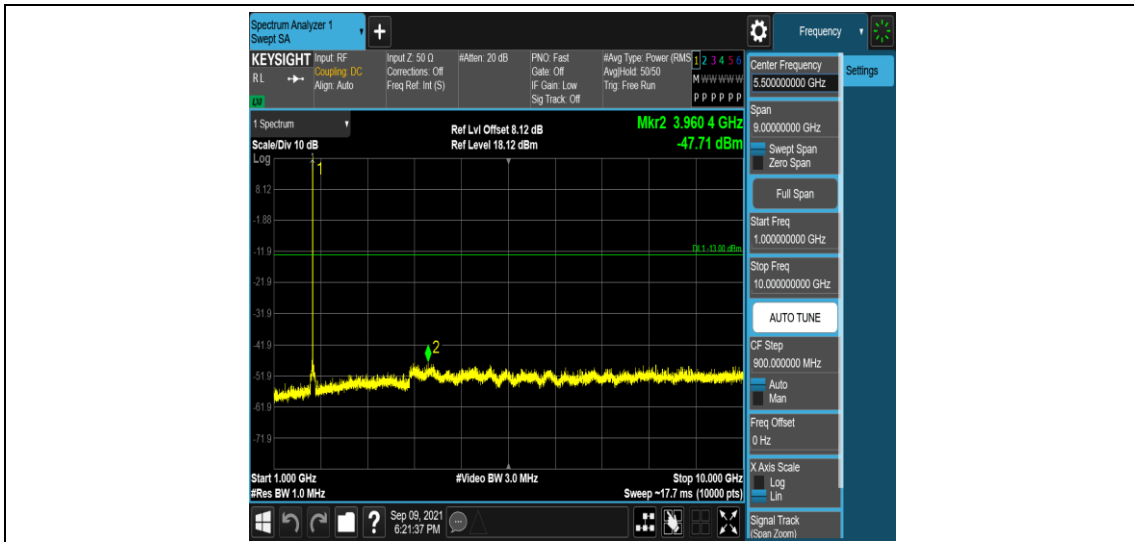 Spectrum Analyzer 1
Swept SA
+
Frequency
KEYSIGHT
RL
LXI
Input: RF
Coupling: DC
Align: Auto
Input Z: 50 Ω
Corrections: Off
Freq Ref: Int (S)
#Atten: 20 dB
PNO: Fast
Gate: Off
IF Gain: Low
Sig Track: Off
#Avg Type: Power (RMS
Avg|Hold: 50/50
Trig: Free Run
1 2 3 4 5 6
M W W W W W
P P P P P P
1 Spectrum
Scale/Div 10 dB
Ref Lvl Offset 8.12 dB
Ref Level 18.12 dBm
Mkr2 3.960 4 GHz
-47.71 dBm
Log
1
8.12
-1.88
-11.9
DL1 -13.00 dBm
-21.9
-31.9
-41.9
2
-51.9
-61.9
-71.9
Start 1.000 GHz
#Res BW 1.0 MHz
#Video BW 3.0 MHz
Stop 10.000 GHz
Sweep ~17.7 ms (10000 pts)
?
Sep 09, 2021
6:21:37 PM
Center Frequency
5.500000000 GHz
Settings
Span
9.00000000 GHz
Swept Span
Zero Span
Full Span
Start Freq
1.000000000 GHz
Stop Freq
10.000000000 GHz
AUTO TUNE
CF Step
900.000000 MHz
Auto
Man
Freq Offset
0 Hz
X Axis Scale
Log
Lin
Signal Track
(Span Zoom)